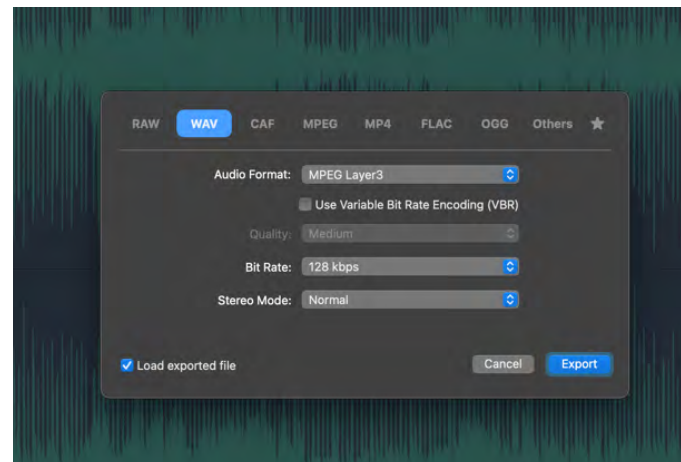 RAW WAV CAF MPEG MP4 FLAC OGG Others
Audio Format: MPEG Layer3
Use Variable Bit Rate Encoding (VBR)
Quality: Medium
Bit Rate: 128 kbps
Stereo Mode: Normal
Load exported file Cancel Export